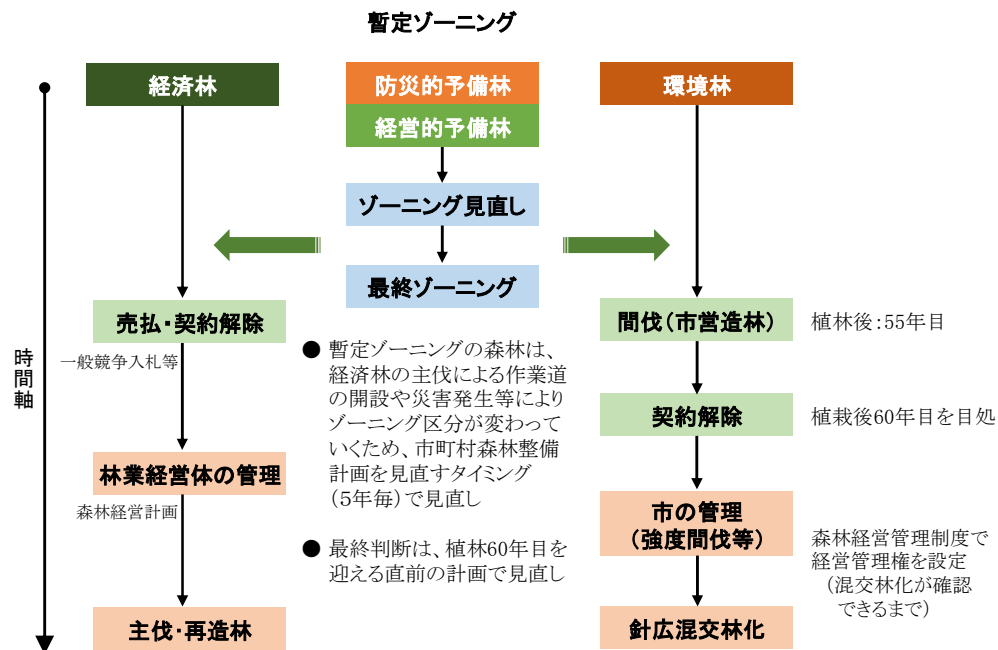 暫定ゾーニング
経済林
防災的予備林
経営的予備林
環境林
ゾーニング見直し
最終ゾーニング
時間軸
売払・契約解除
一般競争入札等
林業経営体の管理
森林経営計画
主伐・再造林
● 暫定ゾーニングの森林は、
経済林の主伐による作業道
の開設や災害発生等により
ゾーニング区分が変わって
いくため、市町村森林整備
計画を見直すタイミング
(5年毎)で見直し
● 最終判断は、植林60年目を
迎える直前の計画で見直し
間伐(市営造林)
植林後:55年目
契約解除
植栽後60年目を目処
市の管理
(強度間伐等)
森林経営管理制度で
経営管理権を設定
(混交林化が確認
できるまで)
針広混交林化